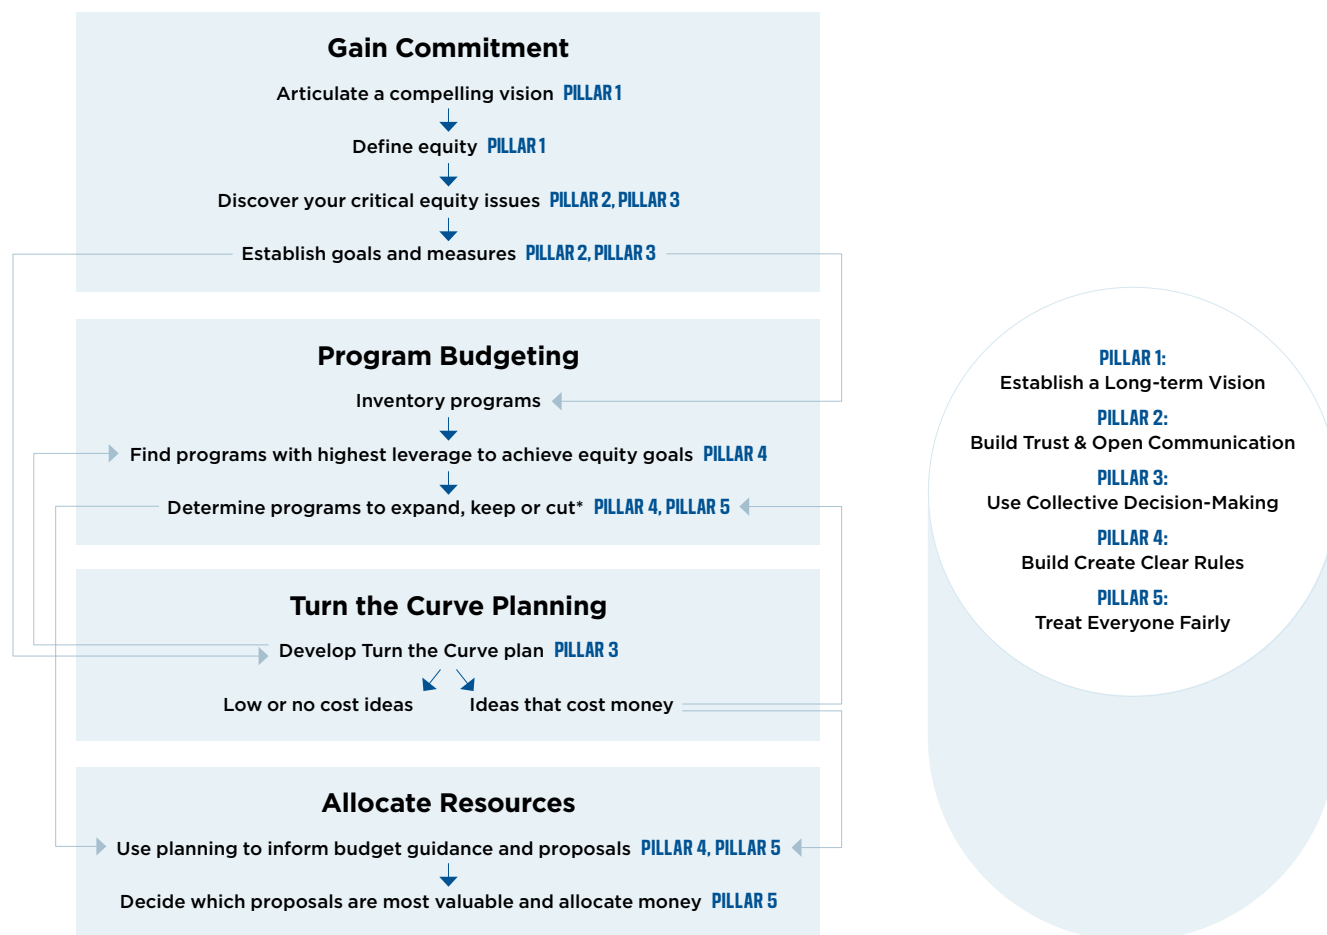 Gain Commitment
Articulate a compelling vision PILLAR 1
Define equity PILLAR 1
Discover your critical equity issues PILLAR 2, PILLAR 3
Establish goals and measures PILLAR 2, PILLAR 3
Program Budgeting
Inventory programs
Find programs with highest leverage to achieve equity goals PILLAR 4
Determine programs to expand, keep or cut* PILLAR 4, PILLAR 5
Turn the Curve Planning
Develop Turn the Curve plan PILLAR 3
Low or no cost ideas Ideas that cost money
Allocate Resources
Use planning to inform budget guidance and proposals PILLAR 4, PILLAR 5
Decide which proposals are most valuable and allocate money PILLAR 5
PILLAR 1:
Establish a Long-term Vision
PILLAR 2:
Build Trust & Open Communication
PILLAR 3:
Use Collective Decision-Making
PILLAR 4:
Build Create Clear Rules
PILLAR 5:
Treat Everyone Fairly